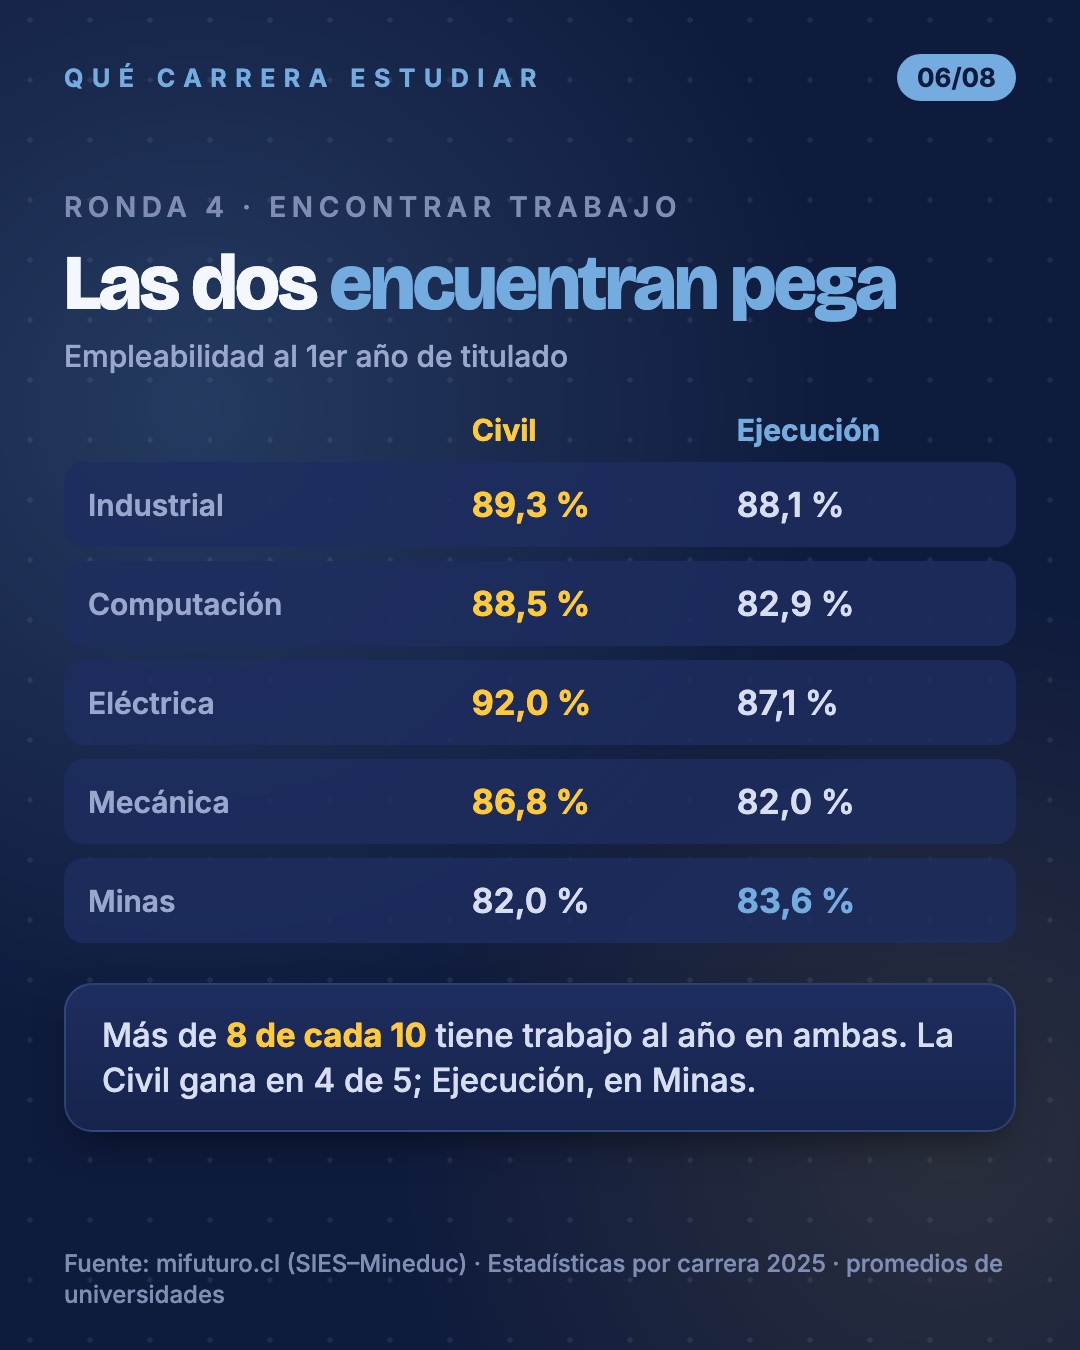 QUÉ CARRERA ESTUDIAR
06/08
RONDA 4 · ENCONTRAR TRABAJO
Las dos encuentran pega
Empleabilidad al 1er año de titulado
Civil Ejecución
Industrial 89,3 % 88,1 %
Computación 88,5 % 82,9 %
Eléctrica 92,0 % 87,1 %
Mecánica 86,8 % 82,0 %
Minas 82,0 % 83,6 %
Más de 8 de cada 10 tiene trabajo al año en ambas. La
Civil gana en 4 de 5; Ejecución, en Minas.
Fuente: mifuturo.cl (SIES–Mineduc) · Estadísticas por carrera 2025 · promedios de
universidades